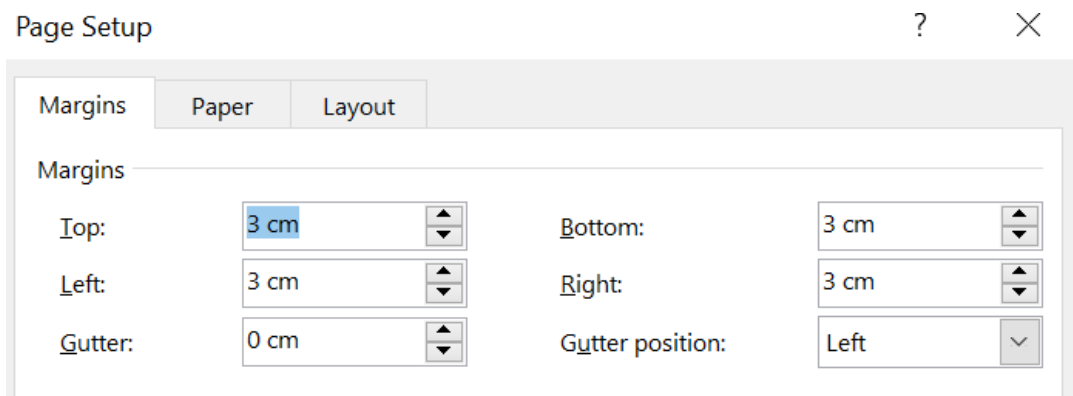 Page Setup ?
Margins Paper Layout
Margins
Top: 3 cm Bottom: 3 cm
Left: 3 cm Right: 3 cm
Gutter: 0 cm Gutter position: Left